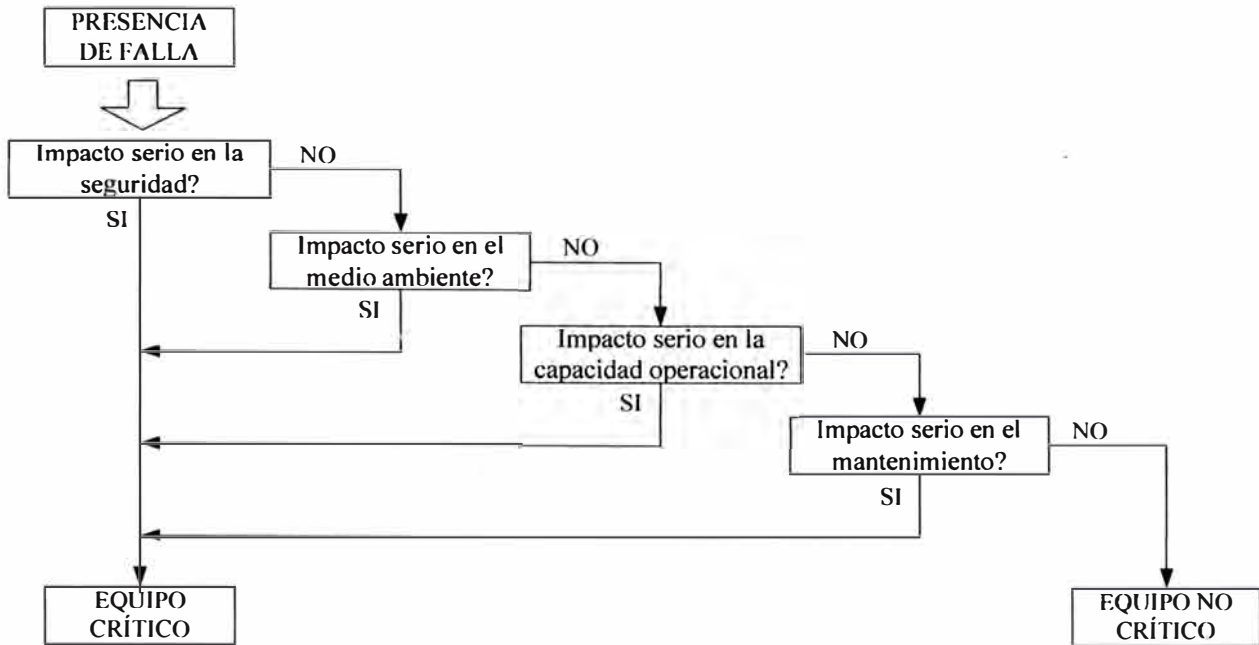 PRESENCIA
DE FALLA
Impacto serio en la
seguridad?
NO
SI
Impacto serio en el
medio ambiente?
NO
SI
Impacto serio en la
capacidad operacional?
NO
SI
Impacto serio en el
mantenimiento?
NO
SI
EQUIPO
CRÍTICO
EQUIPO NO
CRÍTICO